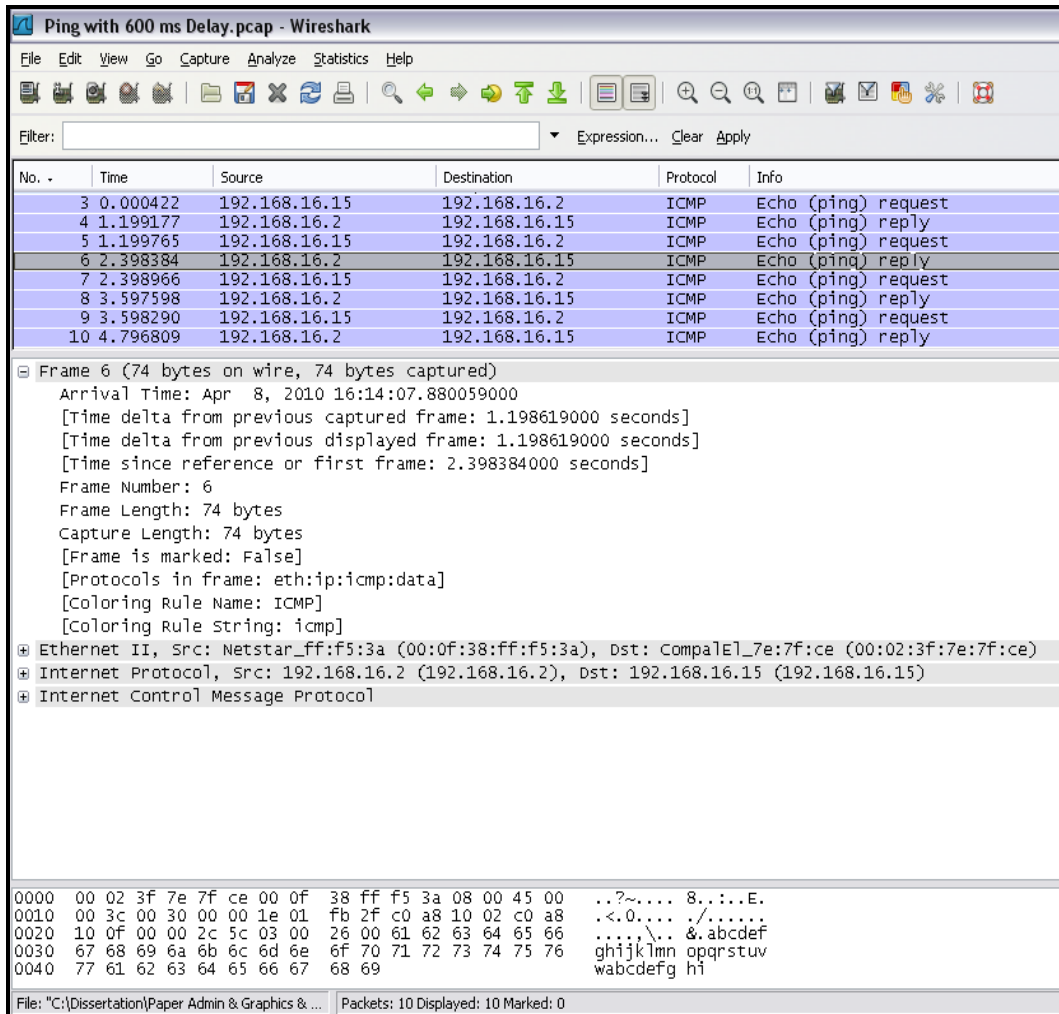 Ping with 600 ms Delay.pcap - Wireshark
File Edit View Go Capture Analyze Statistics Help
Filter: Expression... Clear Apply
No. - Time Source Destination Protocol Info
3 0.000422 192.168.16.15 192.168.16.2 ICMP Echo (ping) request
4 1.199177 192.168.16.2 192.168.16.15 ICMP Echo (ping) reply
5 1.199765 192.168.16.15 192.168.16.2 ICMP Echo (ping) request
6 2.398384 192.168.16.2 192.168.16.15 ICMP Echo (ping) reply
7 2.398966 192.168.16.15 192.168.16.2 ICMP Echo (ping) request
8 3.597598 192.168.16.2 192.168.16.15 ICMP Echo (ping) reply
9 3.598290 192.168.16.15 192.168.16.2 ICMP Echo (ping) request
10 4.796809 192.168.16.2 192.168.16.15 ICMP Echo (ping) reply
Frame 6 (74 bytes on wire, 74 bytes captured)
Arrival Time: Apr 8, 2010 16:14:07.880059000
[Time delta from previous captured frame: 1.198619000 seconds]
[Time delta from previous displayed frame: 1.198619000 seconds]
[Time since reference or first frame: 2.398384000 seconds]
Frame Number: 6
Frame Length: 74 bytes
Capture Length: 74 bytes
[Frame is marked: False]
[Protocols in frame: eth:ip:icmp:data]
[Coloring Rule Name: ICMP]
[Coloring Rule String: icmp]
Ethernet II, Src: Netstar_ff:f5:3a (00:0f:38:ff:f5:3a), Dst: CompalEl_7e:7f:ce (00:02:3f:7e:7f:ce)
Internet Protocol, Src: 192.168.16.2 (192.168.16.2), Dst: 192.168.16.15 (192.168.16.15)
Internet Control Message Protocol
0000 00 02 3f 7e 7f ce 00 0f 38 ff f5 3a 08 00 45 00 ..?~.... 8..:..E.
0010 00 3c 00 30 00 00 1e 01 fb 2f c0 a8 10 02 c0 a8 .<.0.... ./......
0020 10 0f 00 00 2c 5c 03 00 26 00 61 62 63 64 65 66 ....,\.. &.abcdef
0030 67 68 69 6a 6b 6c 6d 6e 6f 70 71 72 73 74 75 76 ghijklmn opqrstuv
0040 77 61 62 63 64 65 66 67 68 69 wabcdefg hi
File: "C:\Dissertation\Paper Admin & Graphics & ... Packets: 10 Displayed: 10 Marked: 0